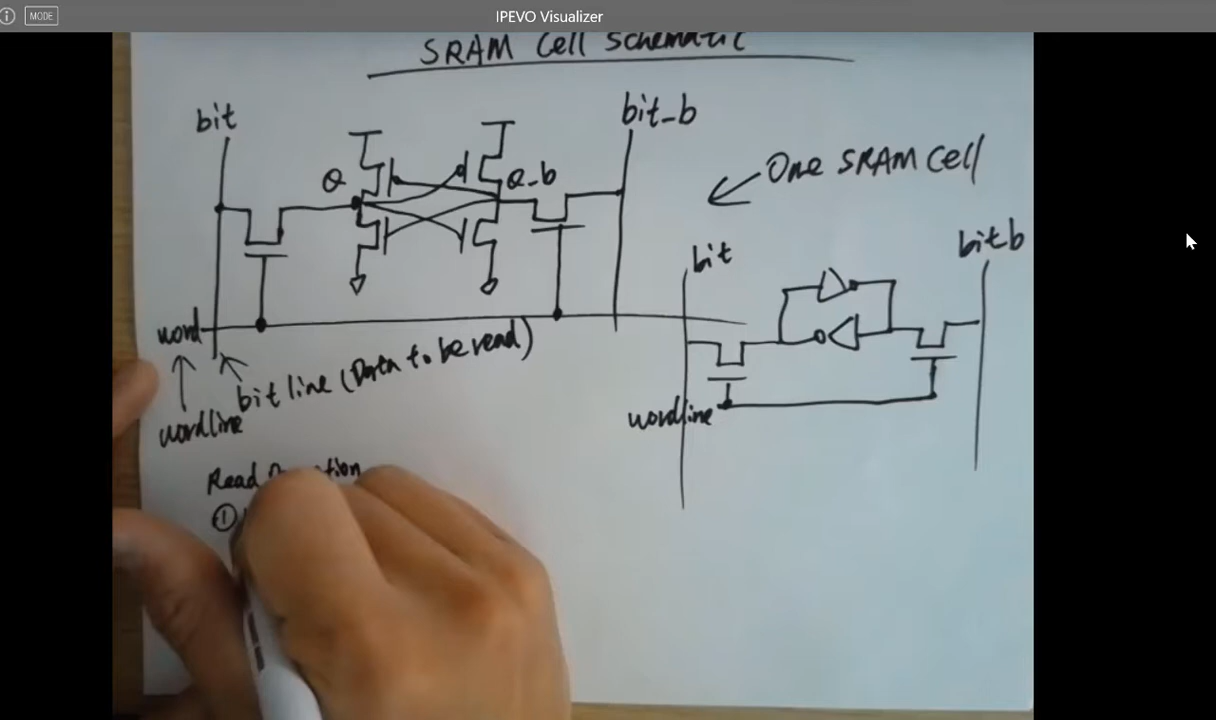 MODE
IPEVO Visualizer
SRAM Cell Schematic
bit
bit_b
One SRAM Cell
Q
Q_b
bit
bitb
word
bit line (Data to be read)
wordline
wordline
Read
①